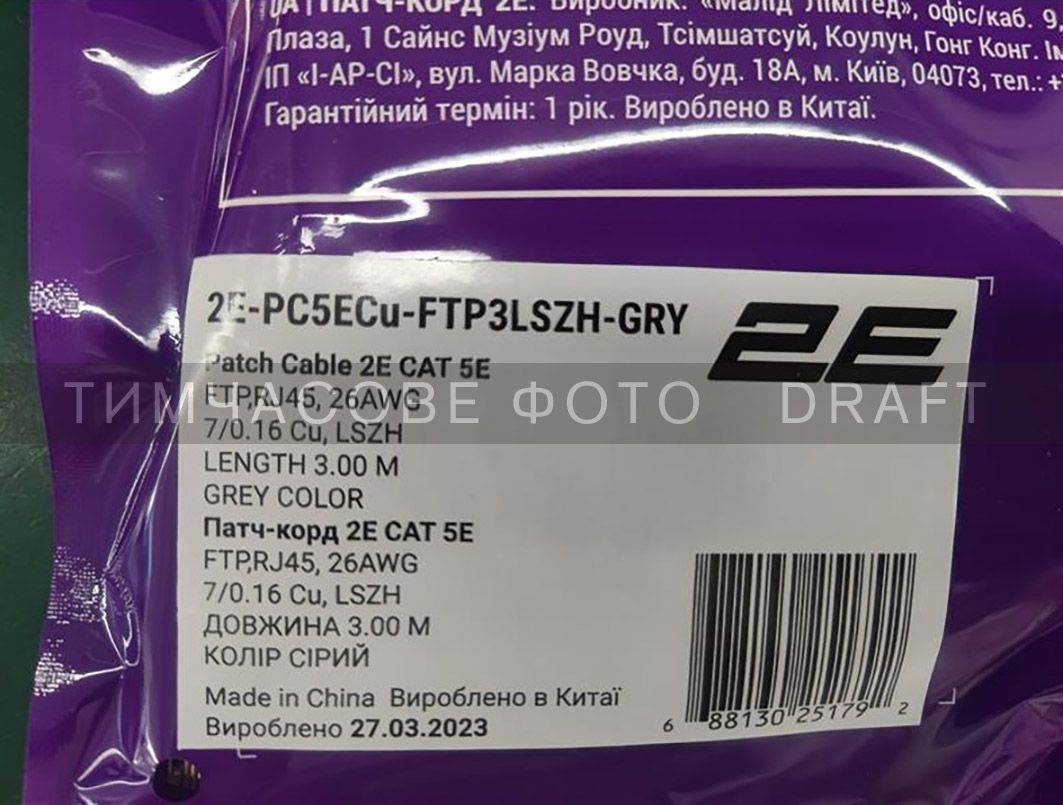 UA | ПАТЧ-КОРД 2E. Виробник: «Малід Лімітед», офіс/каб. 9
Плаза, 1 Сайнс Музіум Роуд, Тсімшатсуй, Коулун, Гонг Конг. Ім
ІП «І-АР-СІ», вул. Марка Вовчка, буд. 18А, м. Київ, 04073, тел.: +
Гарантійний термін: 1 рік. Вироблено в Китаї.
2E-PC5ECu-FTP3LSZH-GRY
2E
Patch Cable 2E CAT 5E
FTP,RJ45, 26AWG
ТИМЧАСОВЕ ФОТО DRAFT
7/0.16 Cu, LSZH
LENGTH 3.00 M
GREY COLOR
Патч-корд 2E CAT 5E
FTP,RJ45, 26AWG
7/0.16 Cu, LSZH
ДОВЖИНА 3.00 М
КОЛІР СІРИЙ
Made in China Вироблено в Китаї
Вироблено 27.03.2023
6 88130 25179 2